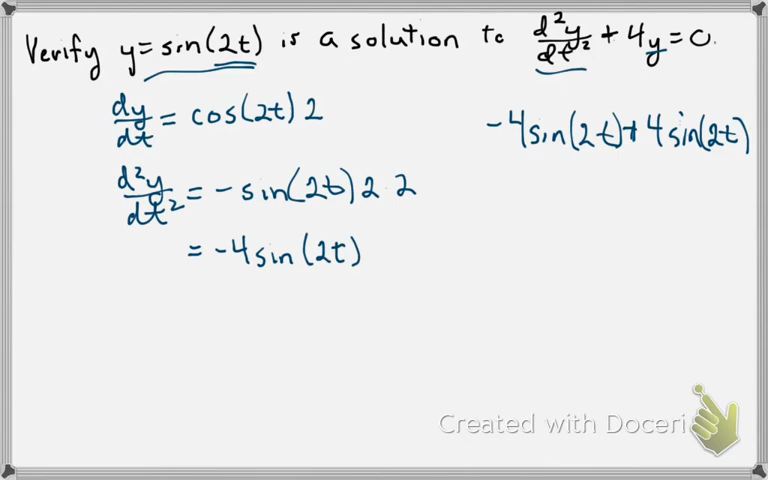 Verify y = sin(2t) is a solution to d²y/dt² + 4y = 0.
dy/dt = cos(2t) 2
-4sin(2t) + 4sin(2t)
d²y/dt² = - sin(2t) 2 · 2
= -4sin(2t)
Created with Doceri